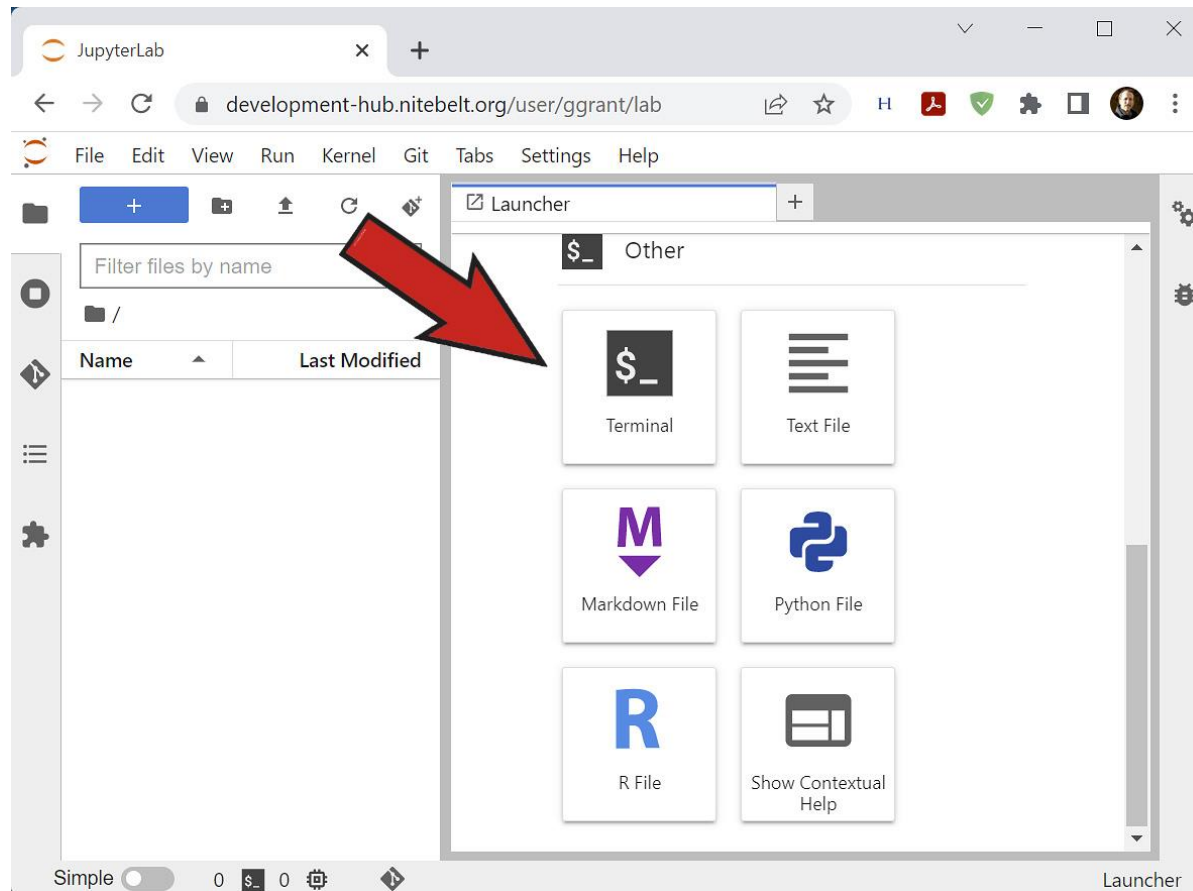 JupyterLab
development-hub.nitebelt.org/user/ggrant/lab
H
File Edit View Run Kernel Git Tabs Settings Help
Launcher
Filter files by name
/
Name Last Modified
$_ Other
$_
Terminal Text File
M
Markdown File Python File
R
R File Show Contextual
Help
Simple 0 $_ 0 Launcher